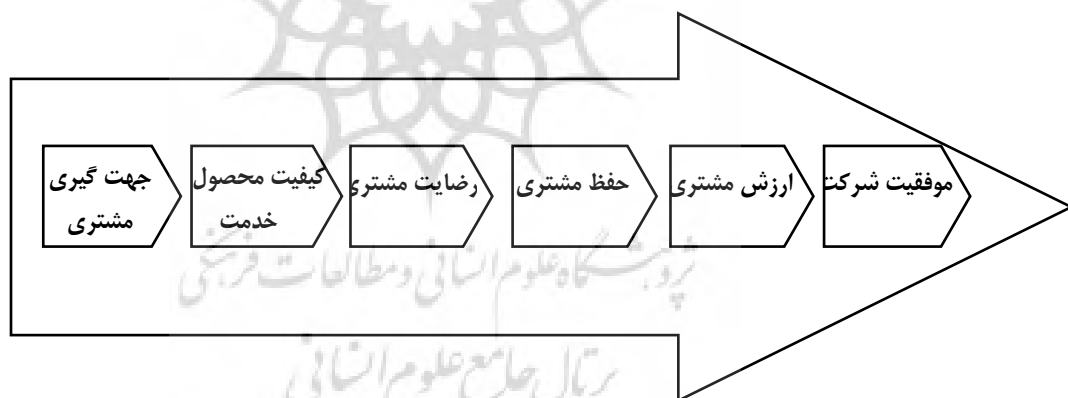 جهت گیری
مشتری
کیفیت محصول
خدمت
رضایت مشتری
حفظ مشتری
ارزش مشتری
موفقیت شرکت
پژوهشگاه علوم انسانی و مطالعات فرهنگی
پرتال جامع علوم انسانی